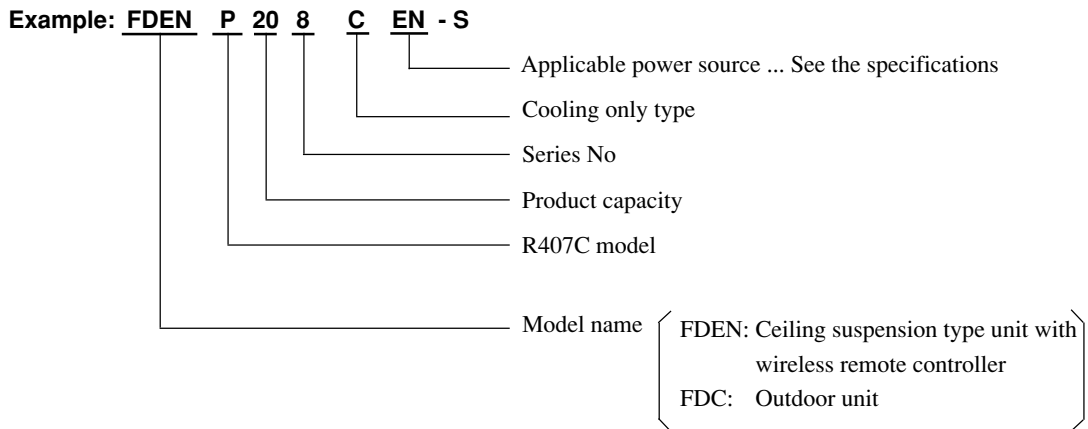 Example: FDEN P 20 8 C EN - S
Applicable power source ... See the specifications
Cooling only type
Series No
Product capacity
R407C model
Model name
FDEN: Ceiling suspension type unit with
wireless remote controller
FDC: Outdoor unit